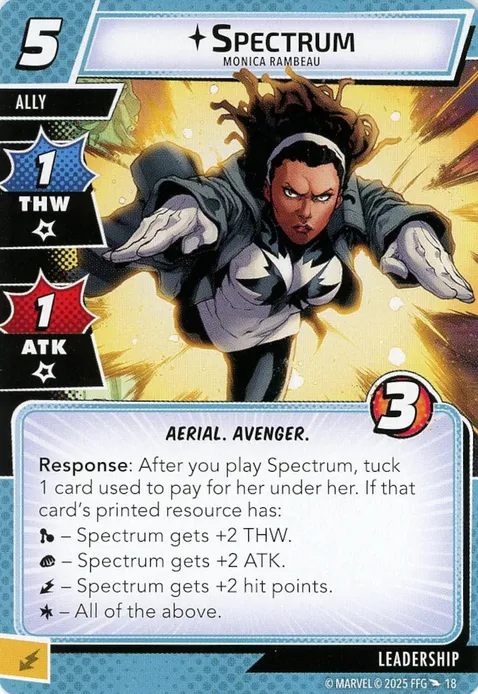 5
SPECTRUM
MONICA RAMBEAU
ALLY
1
THW
1
ATK
3
AERIAL. AVENGER.
Response: After you play Spectrum, tuck
1 card used to pay for her under her. If that
card's printed resource has:
– Spectrum gets +2 THW.
– Spectrum gets +2 ATK.
– Spectrum gets +2 hit points.
– All of the above.
LEADERSHIP
© MARVEL © 2025 FFG 18